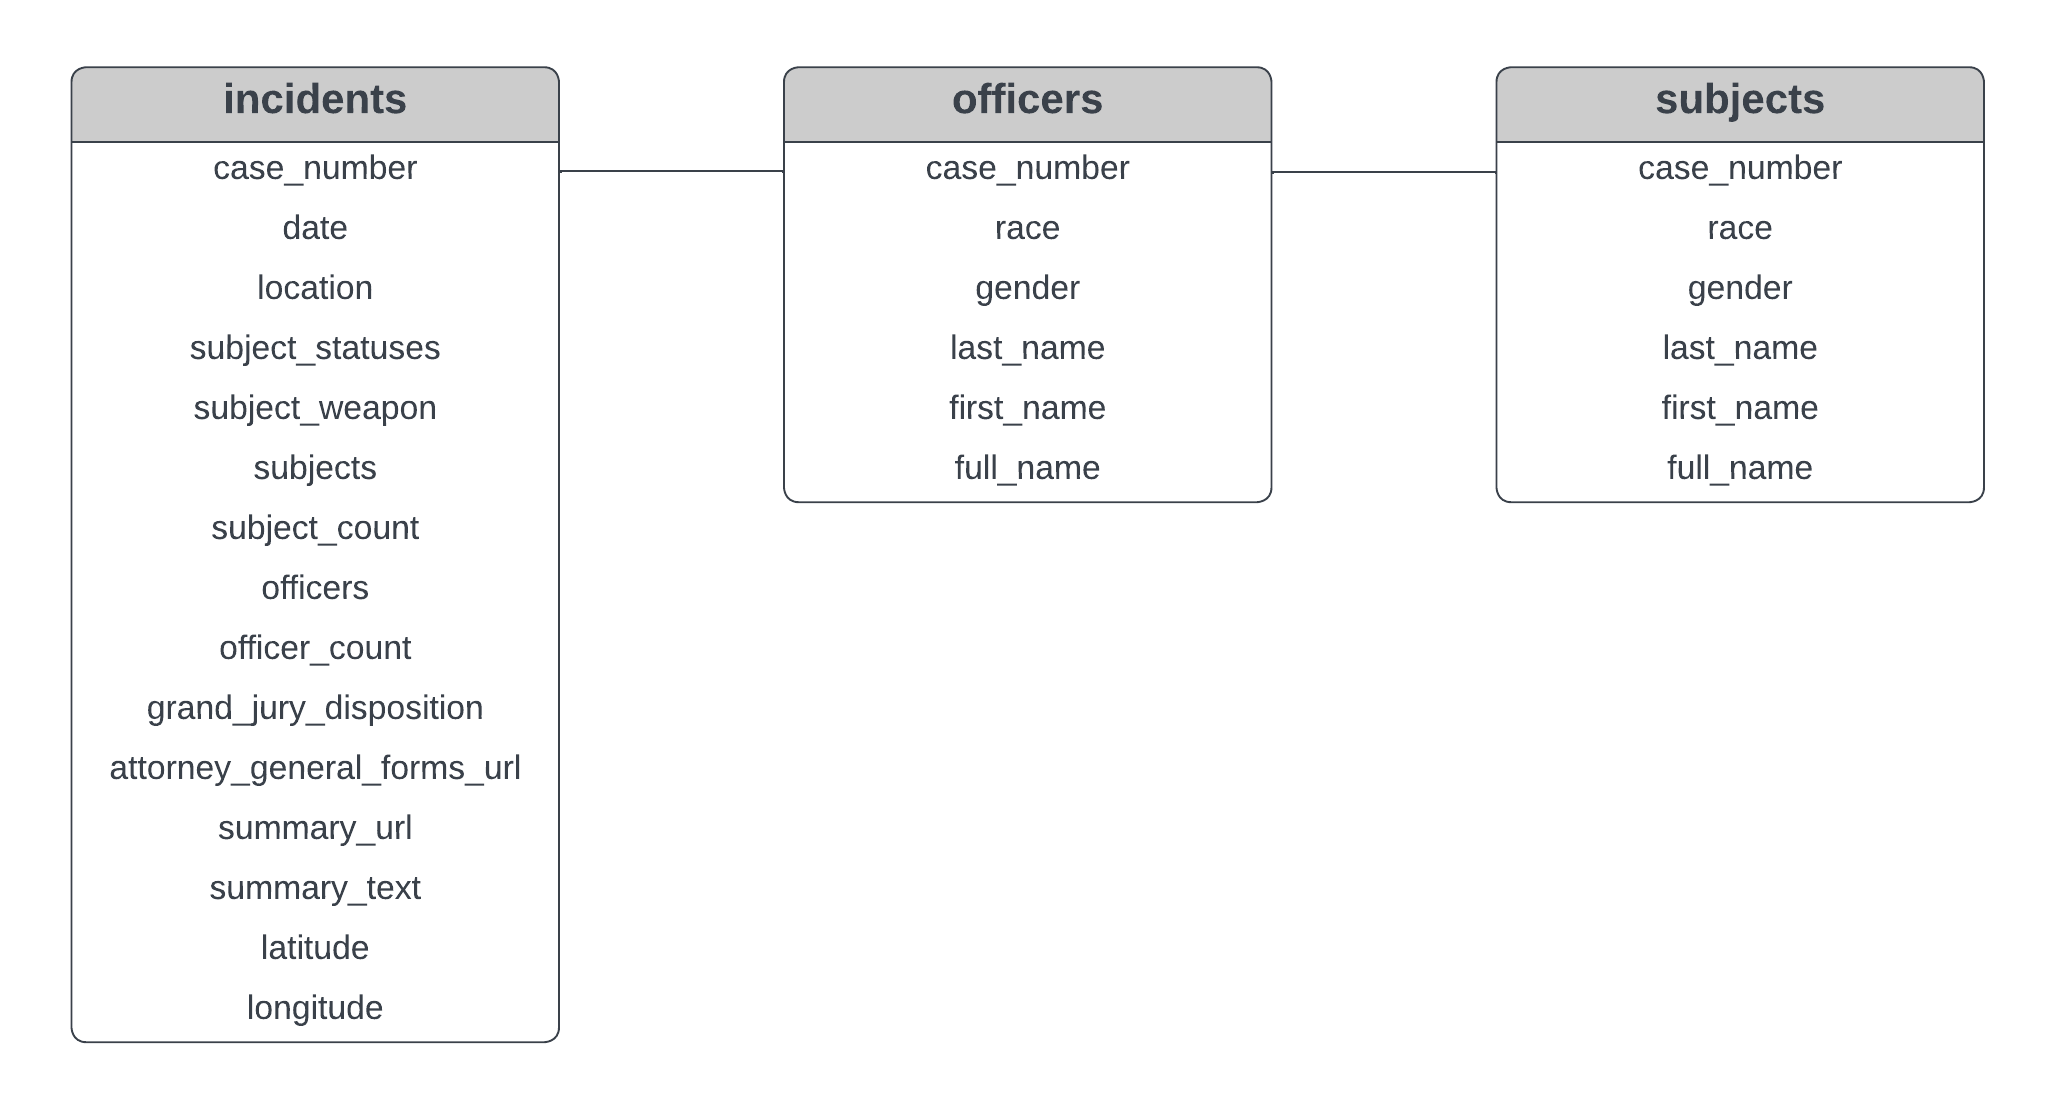 incidents
case_number
date
location
subject_statuses
subject_weapon
subjects
subject_count
officers
officer_count
grand_jury_disposition
attorney_general_forms_url
summary_url
summary_text
latitude
longitude
officers
case_number
race
gender
last_name
first_name
full_name
subjects
case_number
race
gender
last_name
first_name
full_name